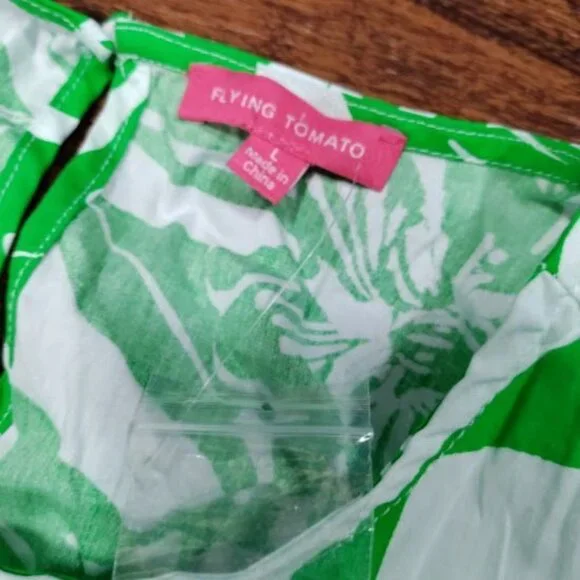 FLYING TOMATO
L
Made in
China